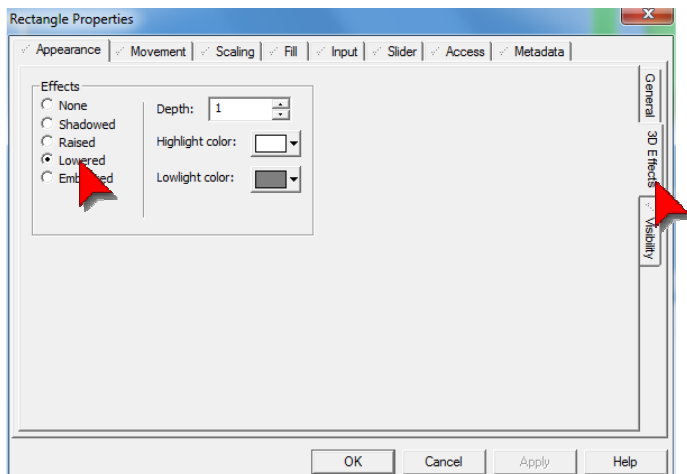 Rectangle Properties
Appearance Movement Scaling Fill Input Slider Access Metadata
Effects
None
Shadowed
Raised
Lowered
Depth: 1
Highlight color:
Lowlight color:
General
3D Effects
Visibility
OK Cancel Apply Help